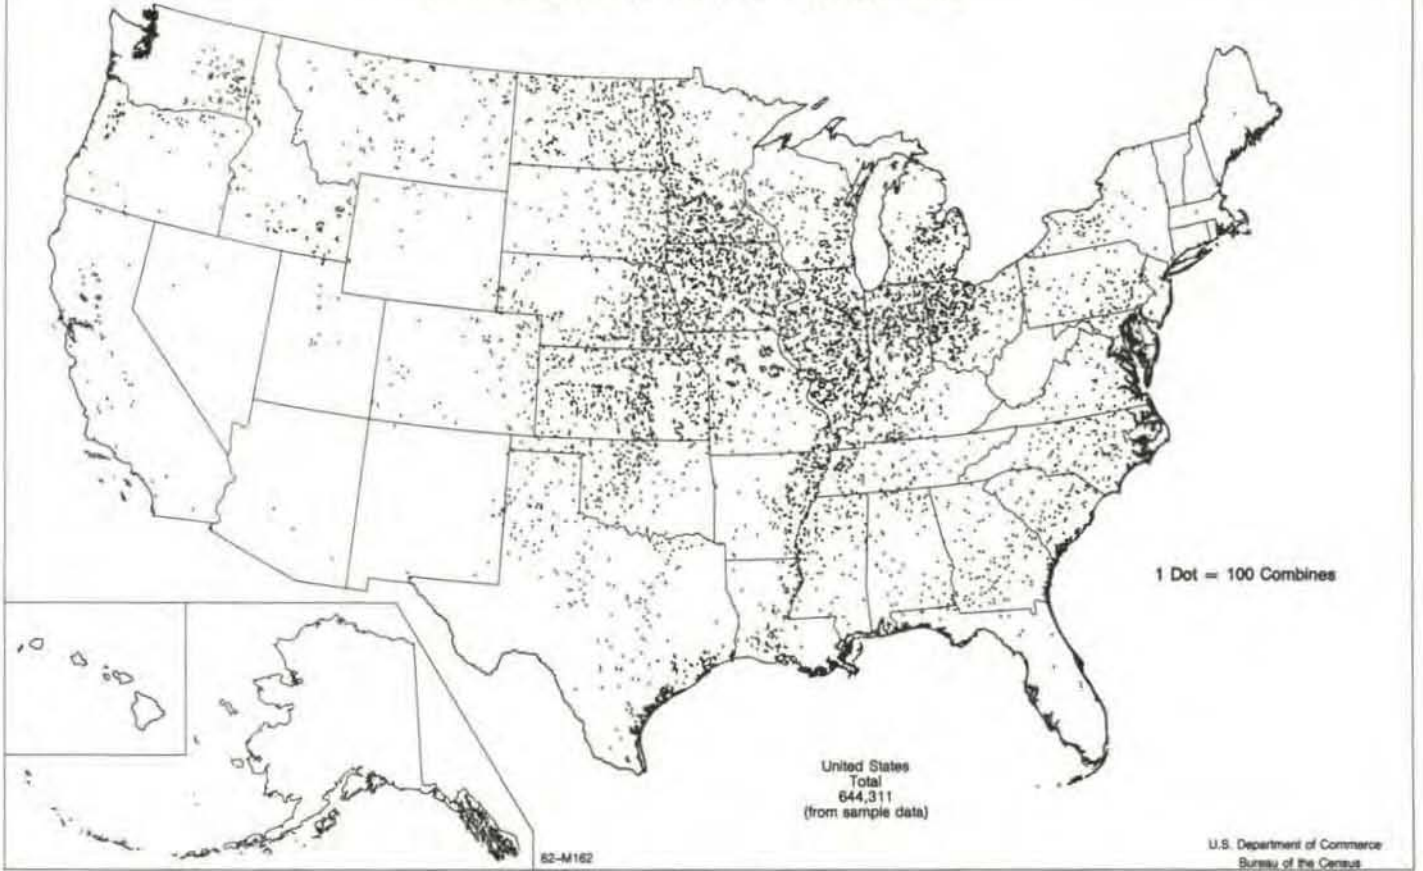 1 Dot = 100 Combines
United States
Total
644,311
(from sample data)
82-M162
U.S. Department of Commerce
Bureau of the Census